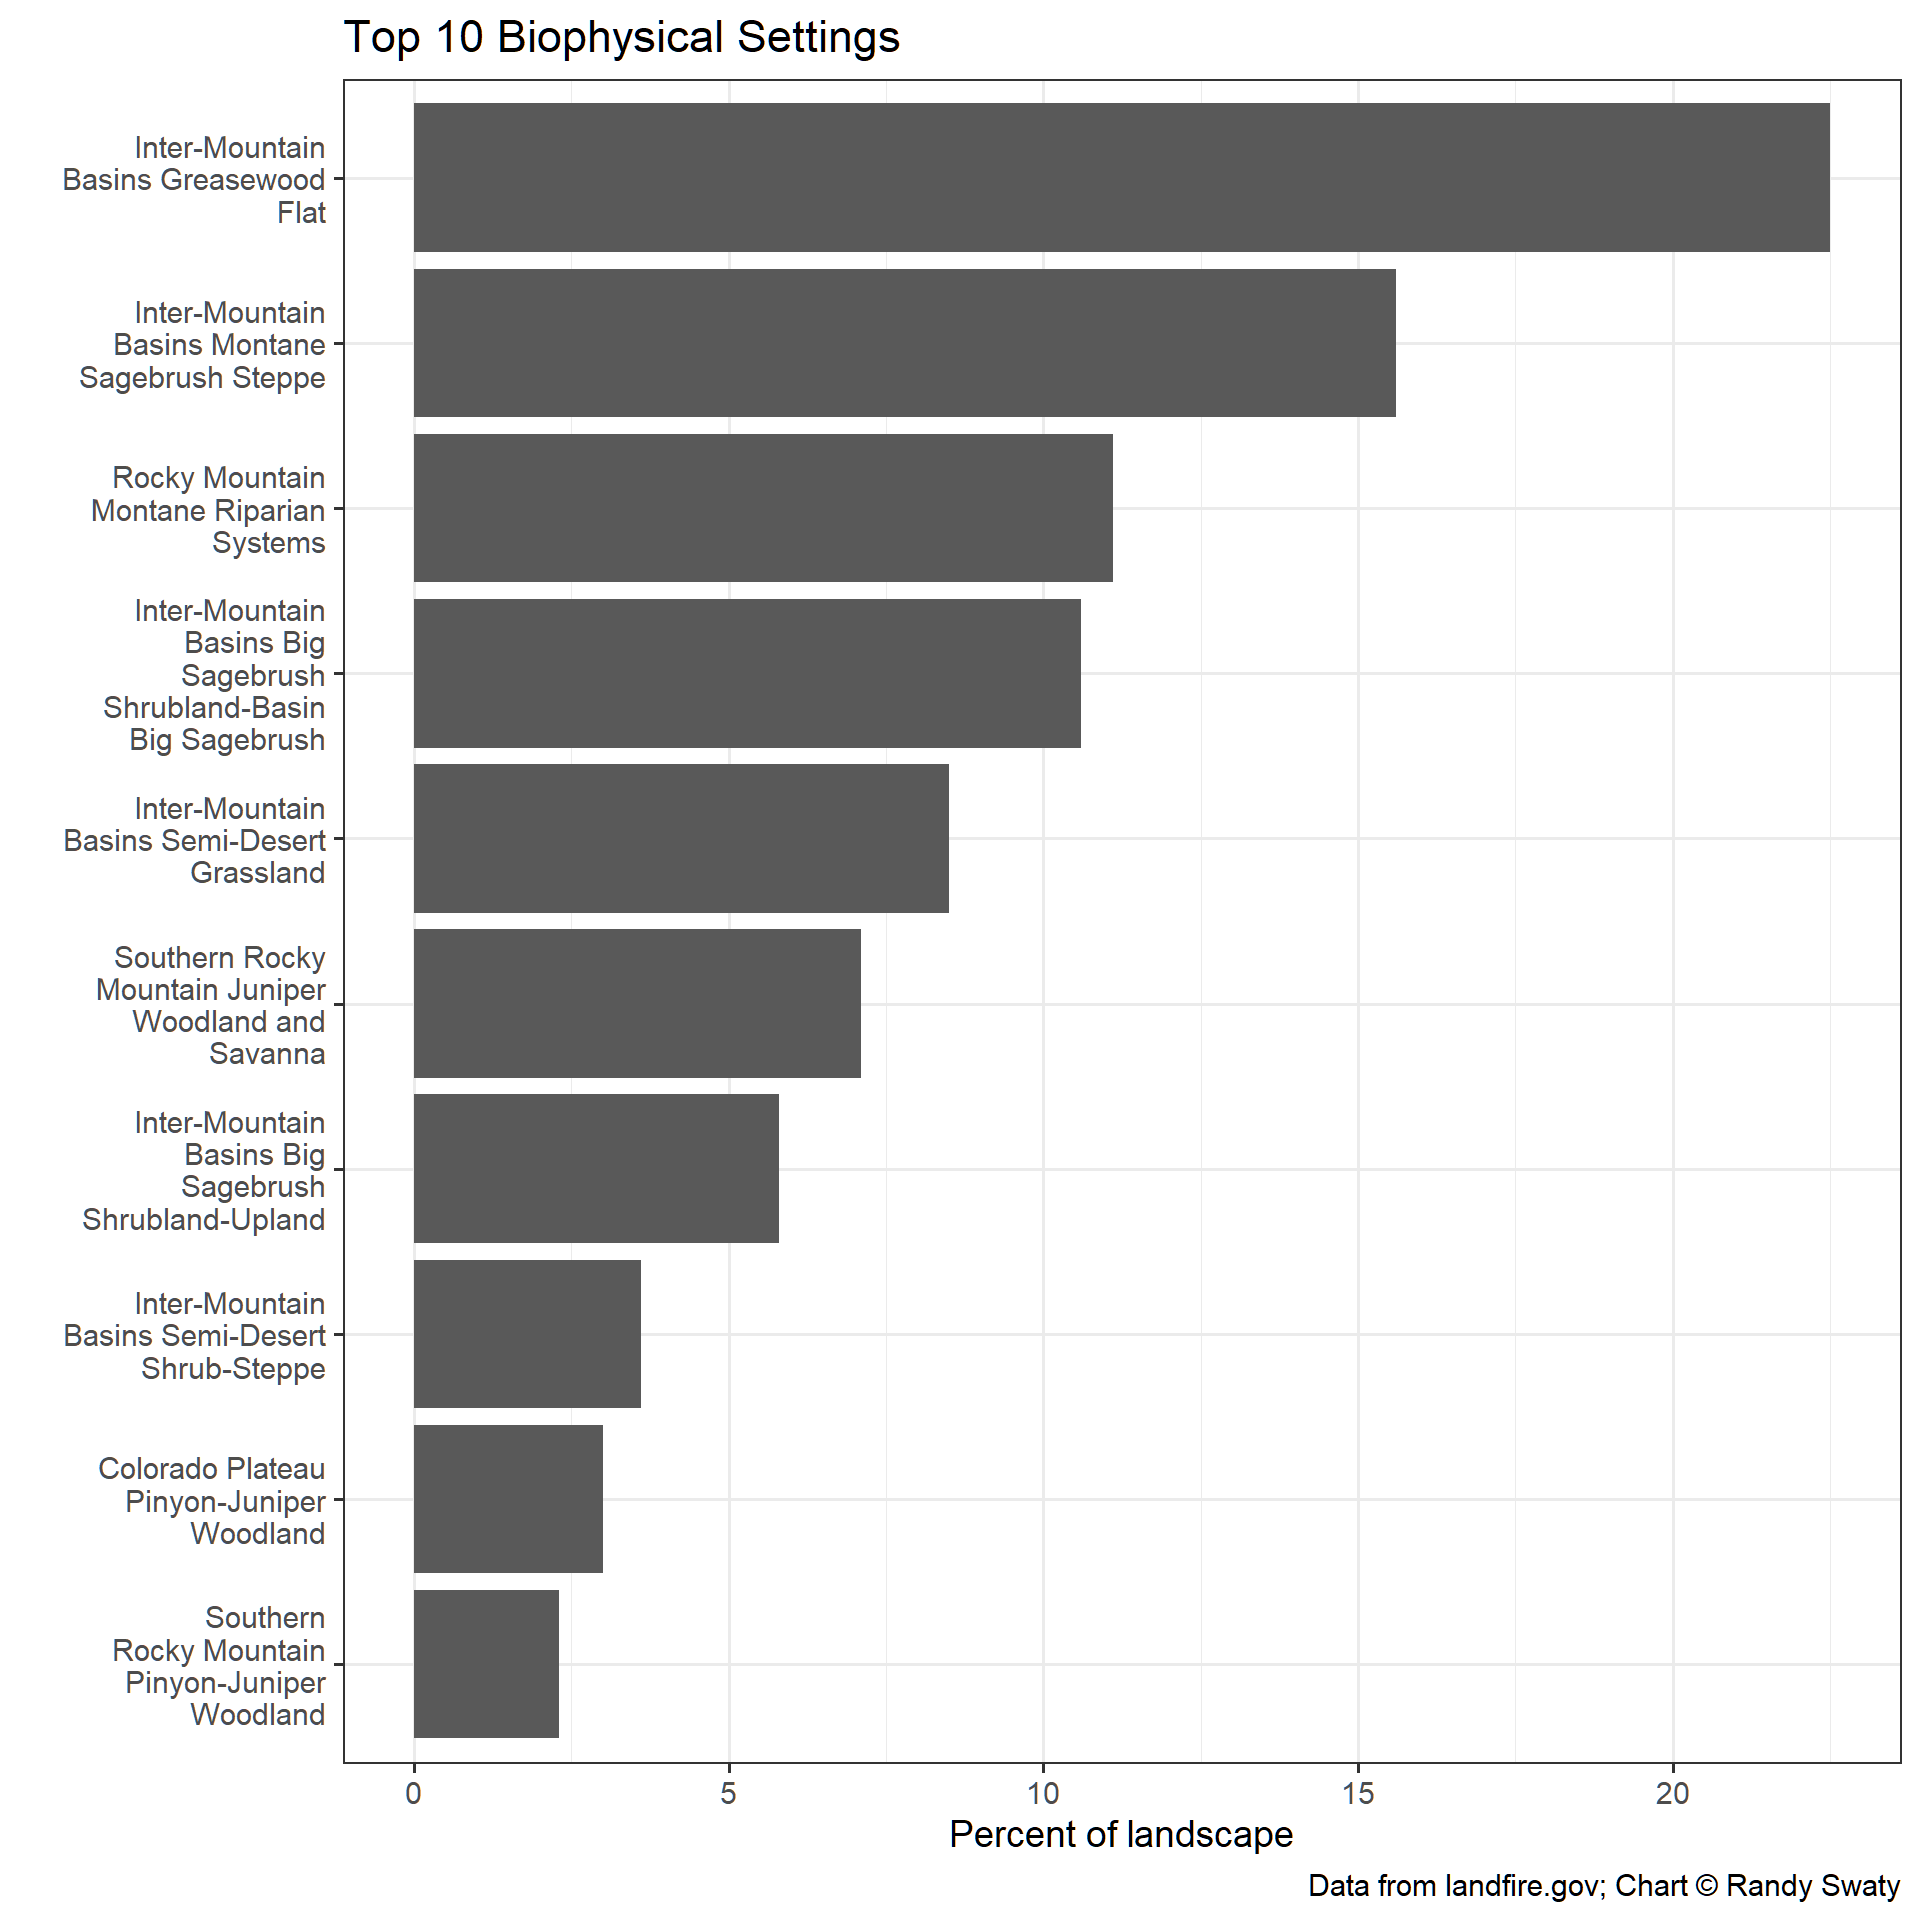 Top 10 Biophysical Settings
Inter-Mountain
Basins Greasewood
Flat
Inter-Mountain
Basins Montane
Sagebrush Steppe
Rocky Mountain
Montane Riparian
Systems
Inter-Mountain
Basins Big
Sagebrush
Shrubland-Basin
Big Sagebrush
Inter-Mountain
Basins Semi-Desert
Grassland
Southern Rocky
Mountain Juniper
Woodland and
Savanna
Inter-Mountain
Basins Big
Sagebrush
Shrubland-Upland
Inter-Mountain
Basins Semi-Desert
Shrub-Steppe
Colorado Plateau
Pinyon-Juniper
Woodland
Southern
Rocky Mountain
Pinyon-Juniper
Woodland
0 5 10 15 20
Percent of landscape
Data from landfire.gov; Chart © Randy Swaty